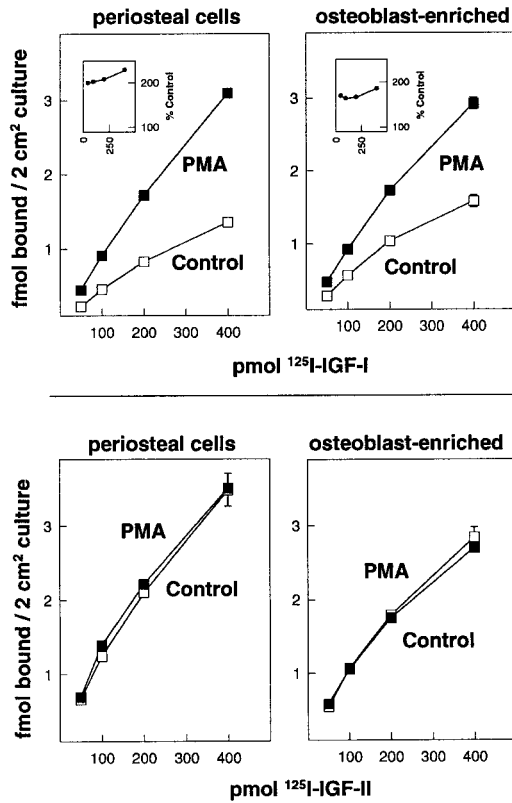 periosteal cells
osteoblast-enriched
fmol bound / 2 cm² culture
3
2
1
200
100
% Control
250
PMA
Control
100 200 300 400
3
2
1
200
100
% Control
250
PMA
Control
100 200 300 400
pmol ¹²⁵I-IGF-I
periosteal cells
osteoblast-enriched
fmol bound / 2 cm² culture
3
2
1
PMA
Control
100 200 300 400
3
2
1
PMA
Control
100 200 300 400
pmol ¹²⁵I-IGF-II